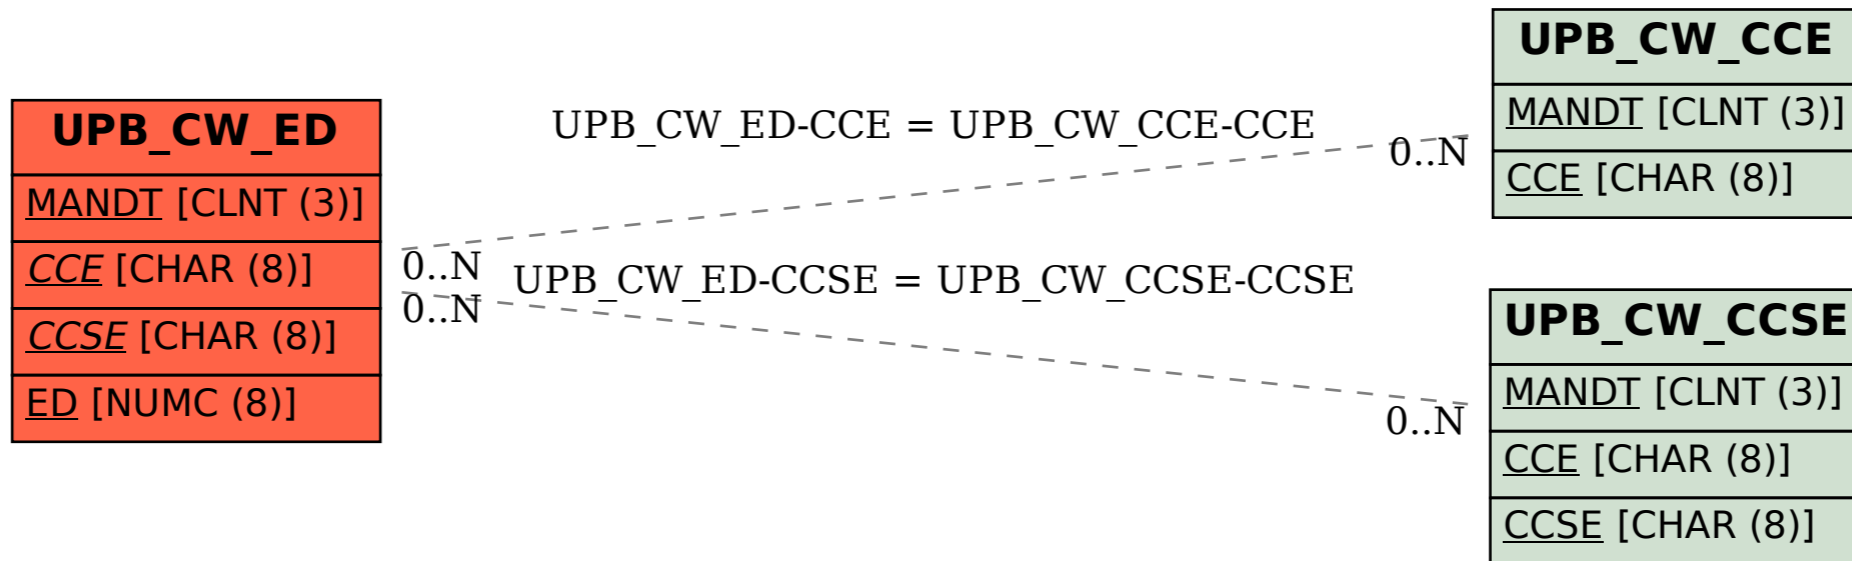 UPB_CW_ED
MANDT [CLNT (3)]
CCE [CHAR (8)]
CCSE [CHAR (8)]
ED [NUMC (8)]
UPB_CW_ED-CCE = UPB_CW_CCE-CCE
0..N
0..N
UPB_CW_ED-CCSE = UPB_CW_CCSE-CCSE
0..N
0..N
UPB_CW_CCE
MANDT [CLNT (3)]
CCE [CHAR (8)]
UPB_CW_CCSE
MANDT [CLNT (3)]
CCE [CHAR (8)]
CCSE [CHAR (8)]